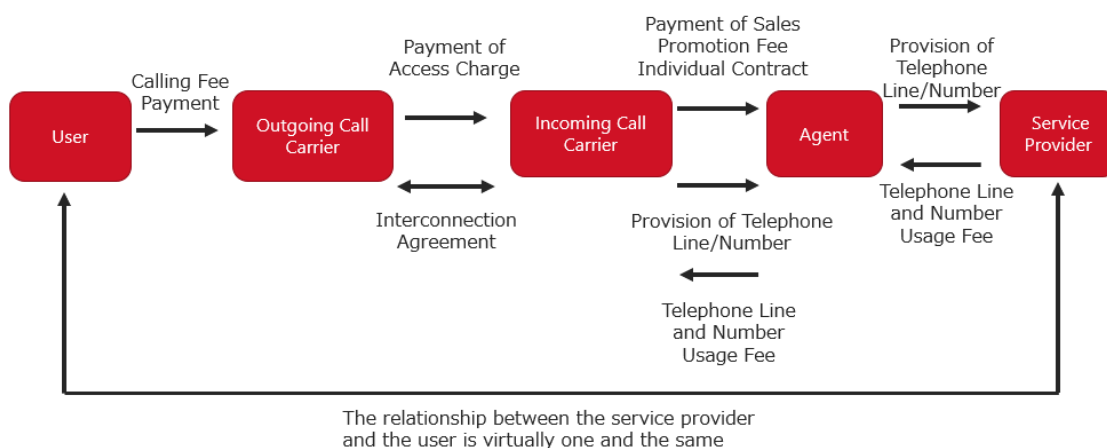 Calling Fee
Payment
Payment of
Access Charge
Payment of Sales
Promotion Fee
Individual Contract
Provision of
Telephone
Line/Number
User
Outgoing Call
Carrier
Incoming Call
Carrier
Agent
Service
Provider
Interconnection
Agreement
Provision of Telephone
Line/Number
Telephone Line
and Number
Usage Fee
Telephone Line
and Number
Usage Fee
The relationship between the service provider
and the user is virtually one and the same